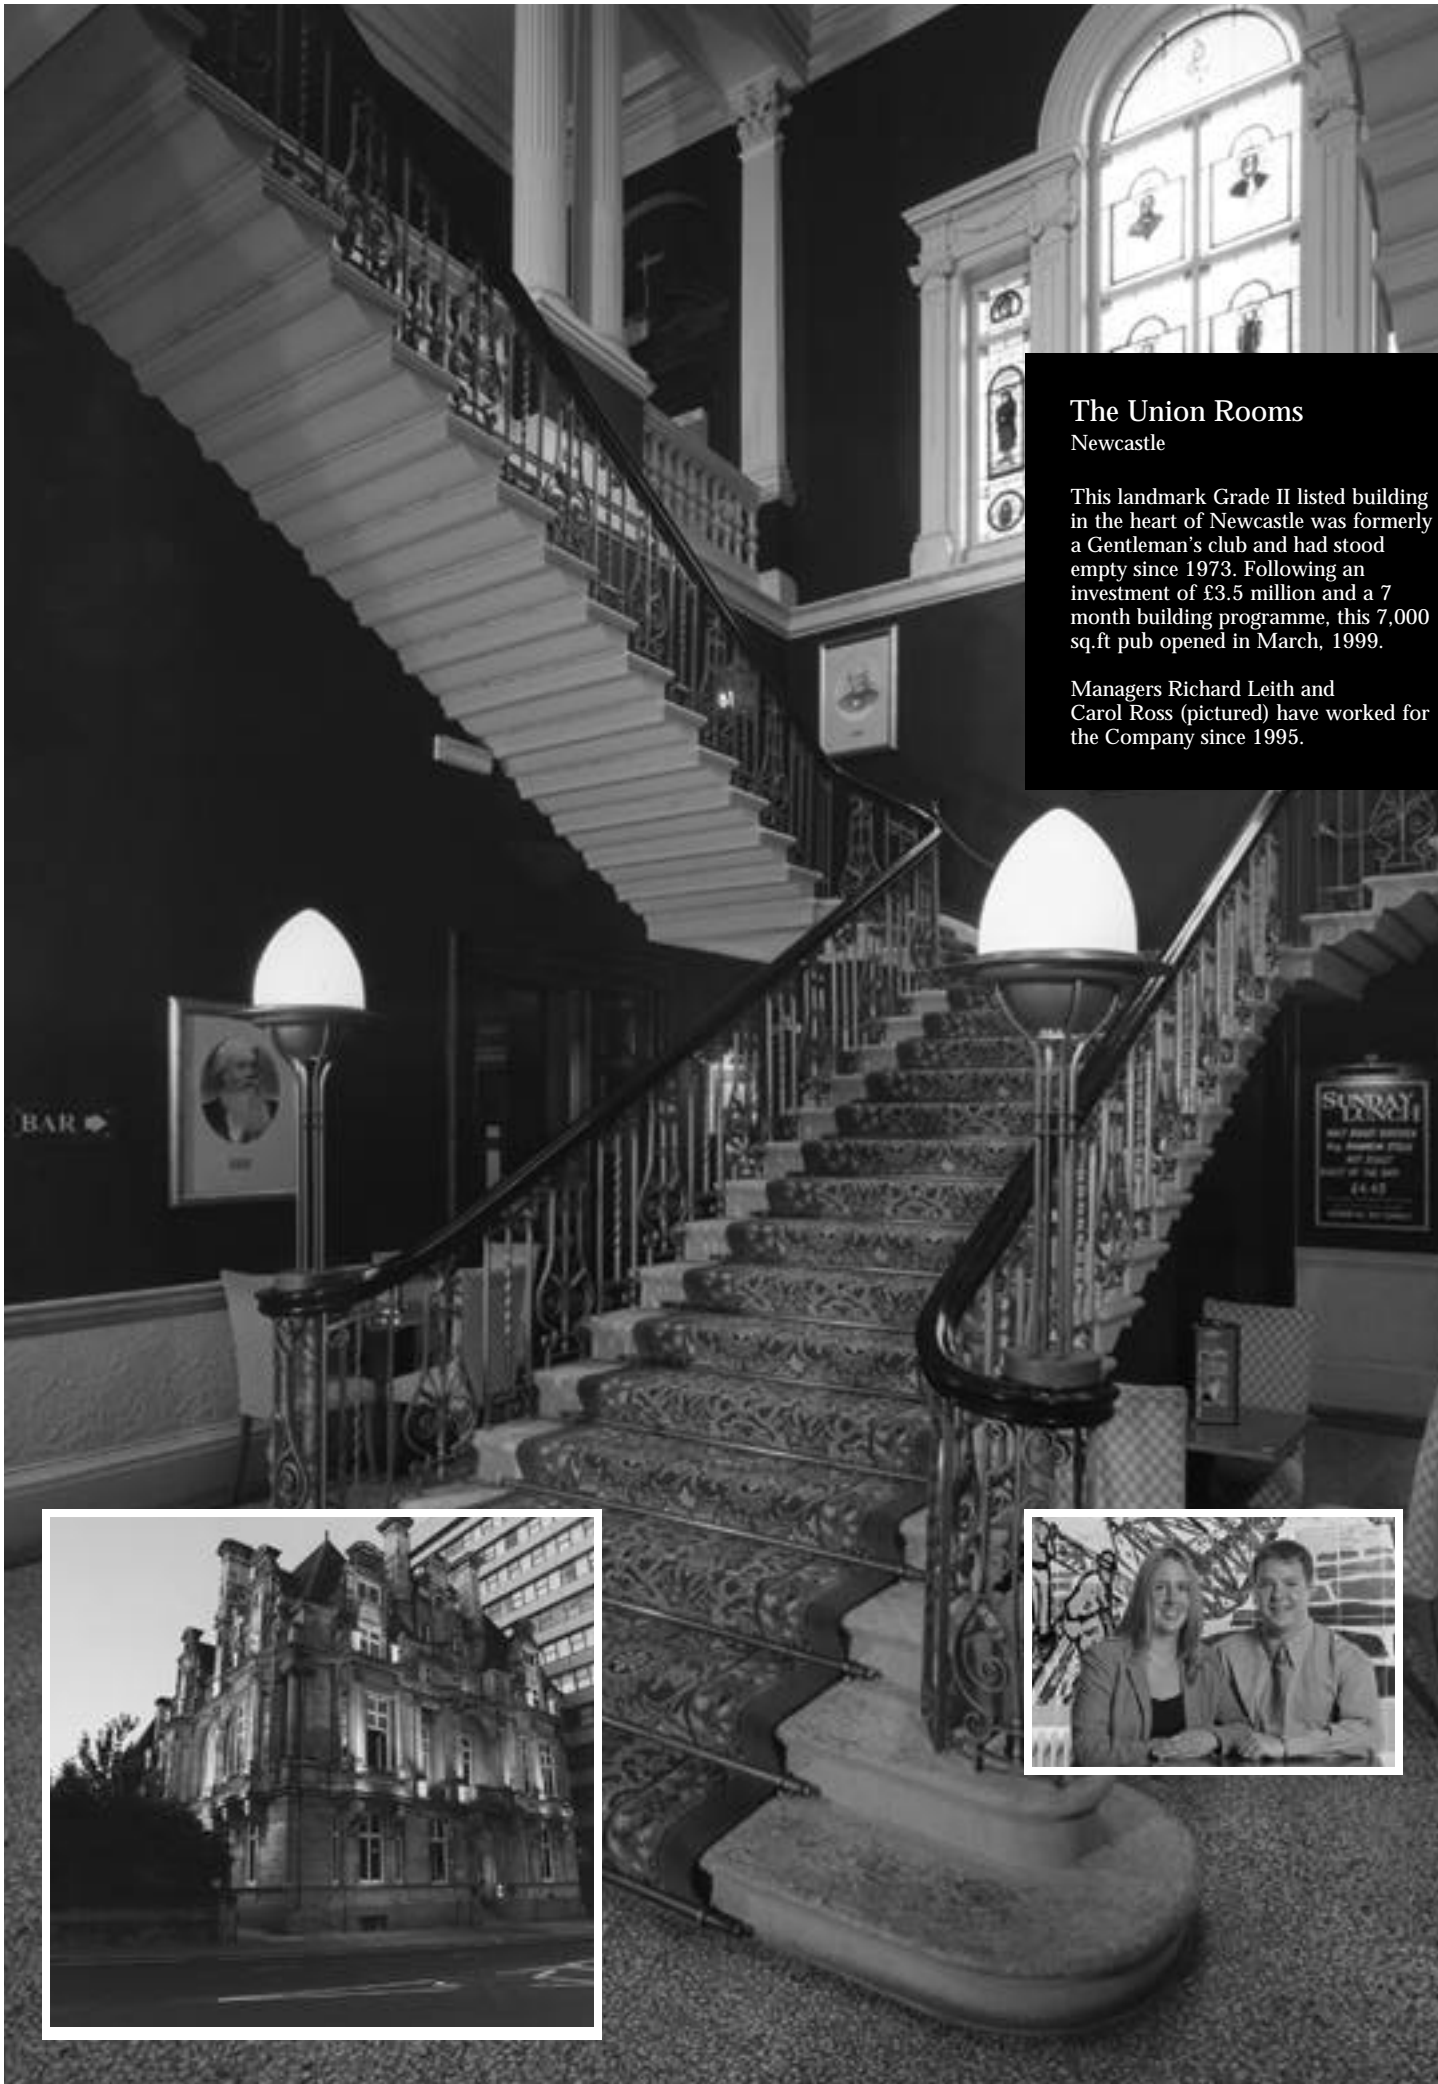 The Union Rooms
Newcastle
This landmark Grade II listed building
in the heart of Newcastle was formerly
a Gentleman’s club and had stood
empty since 1973. Following an
investment of £3.5 million and a 7
month building programme, this 7,000
sq.ft pub opened in March, 1999.
Managers Richard Leith and
Carol Ross (pictured) have worked for
the Company since 1995.
BAR
SUNDAY
LUNCH